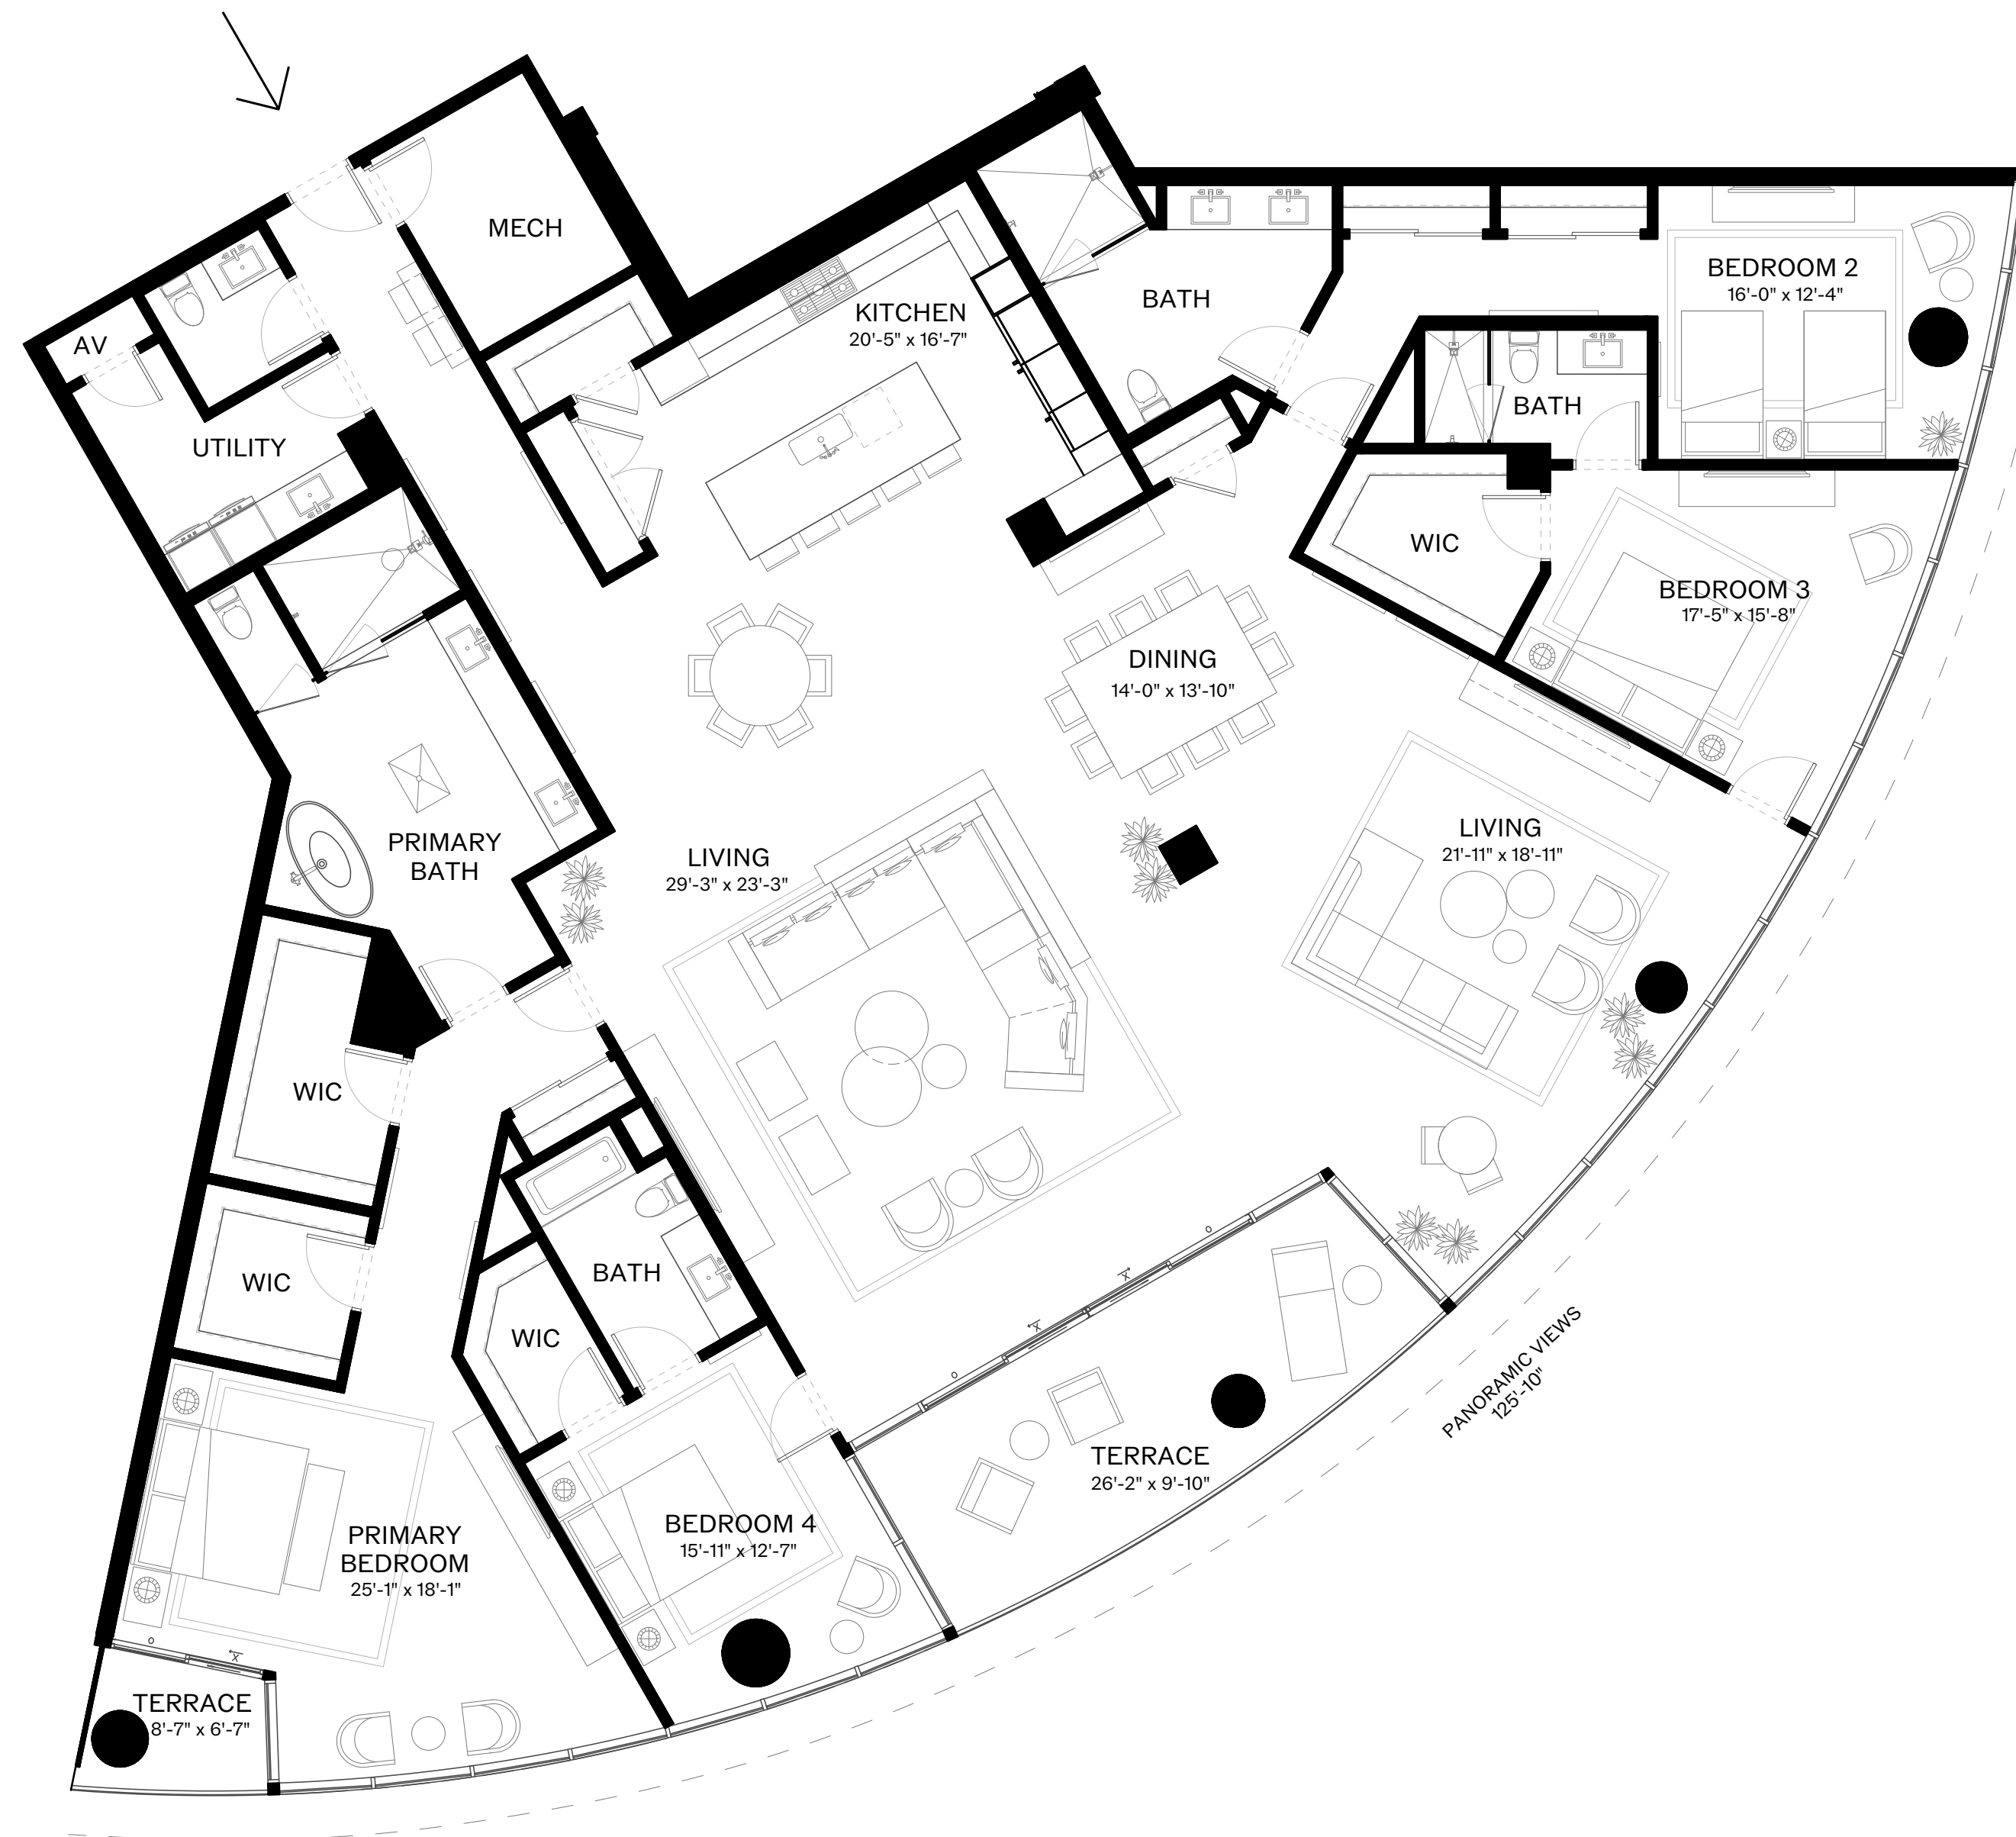 MECH
AV
UTILITY
KITCHEN
20'-5" x 16'-7"
BATH
BEDROOM 2
16'-0" x 12'-4"
BATH
WIC
BEDROOM 3
17'-5" x 15'-8"
DINING
14'-0" x 13'-10"
PRIMARY
BATH
LIVING
29'-3" x 23'-3"
LIVING
21'-11" x 18'-11"
WIC
WIC
BATH
WIC
O
X
X
O
PANORAMIC VIEWS
125'-10"
TERRACE
26'-2" x 9'-10"
BEDROOM 4
15'-11" x 12'-7"
PRIMARY
BEDROOM
25'-1" x 18'-1"
O
X
TERRACE
8'-7" x 6'-7"